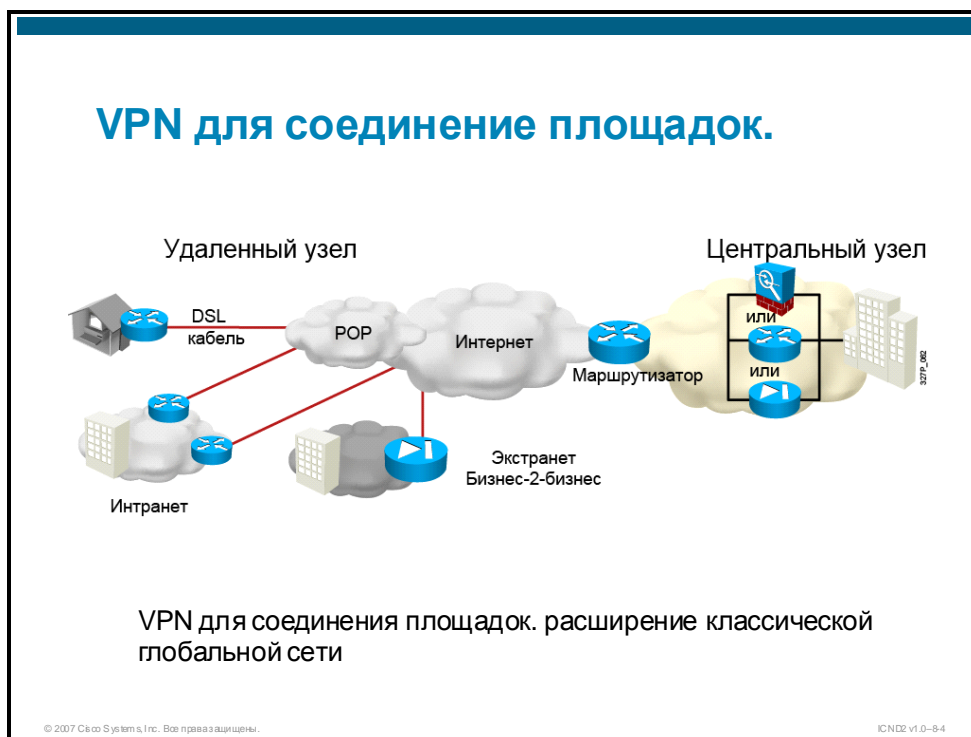 VPN для соединение площадок.
Удаленный узел
Центральный узел
DSL
кабель
POP
Интернет
или
Маршрутизатор
или
327P_082
Экстранет
Бизнес-2-бизнес
Интранет
VPN для соединения площадок. расширение классической
глобальной сети
© 2007 Cisco Systems, Inc. Все права защищены.
ICND2 v1.0–8-4